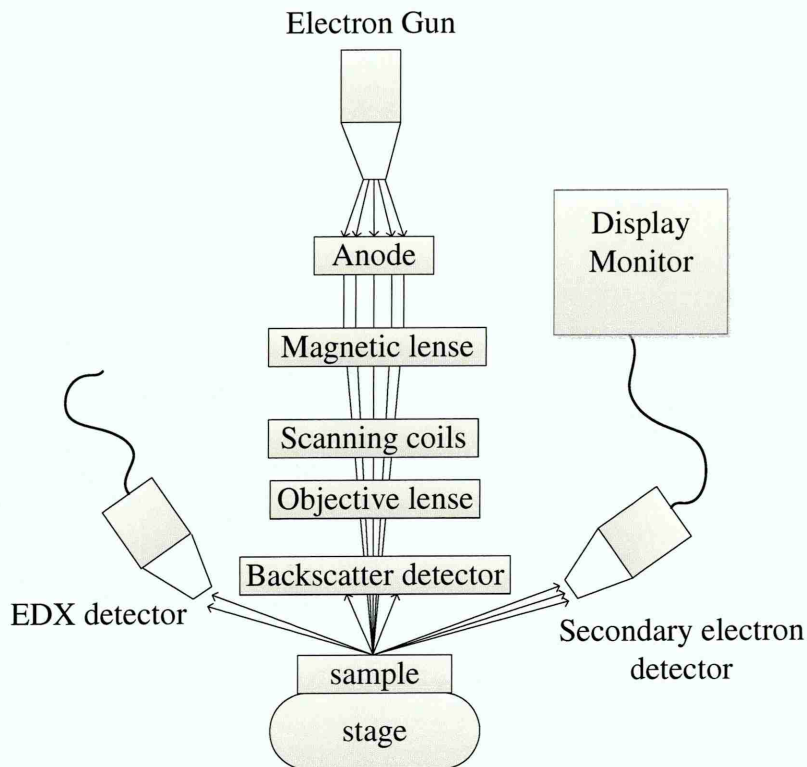 Electron Gun
Display
Monitor
Anode
Magnetic lense
Scanning coils
Objective lense
Backscatter detector
EDX detector
Secondary electron
detector
sample
stage